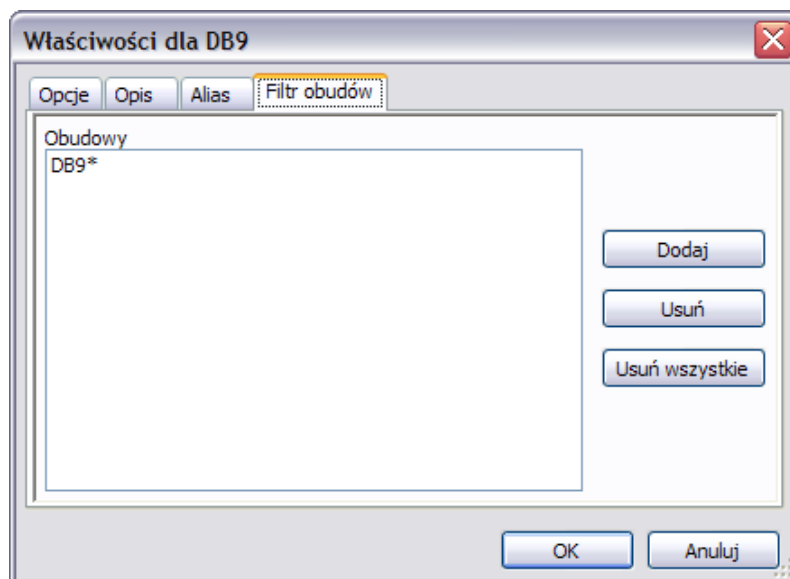 Właściwości dla DB9
Opcje Opis Alias Filtr obudów
Obudowy
DB9*
Dodaj
Usuń
Usuń wszystkie
OK Anuluj